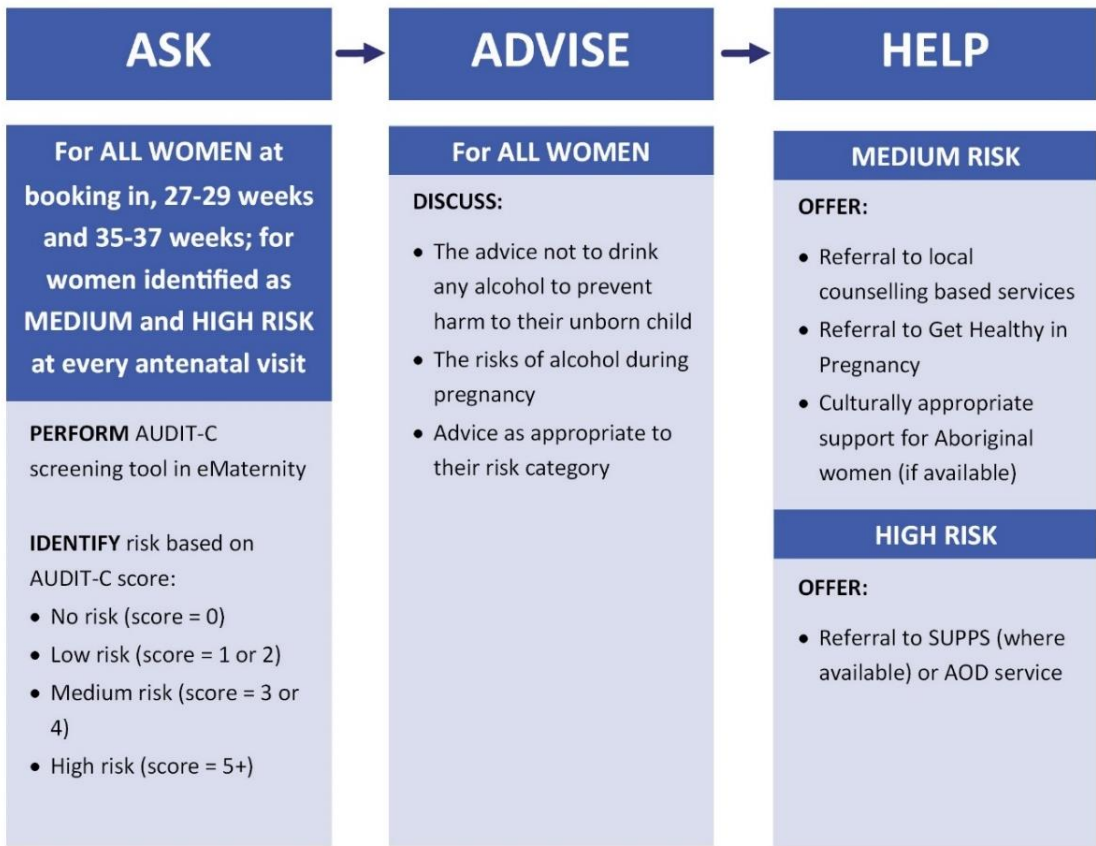 ASK
For ALL WOMEN at
booking in, 27-29 weeks
and 35-37 weeks; for
women identified as
MEDIUM and HIGH RISK
at every antenatal visit
PERFORM AUDIT-C
screening tool in eMaternity
IDENTIFY risk based on
AUDIT-C score:
• No risk (score = 0)
• Low risk (score = 1 or 2)
• Medium risk (score = 3 or
4)
• High risk (score = 5+)
ADVISE
For ALL WOMEN
DISCUSS:
• The advice not to drink
any alcohol to prevent
harm to their unborn child
• The risks of alcohol during
pregnancy
• Advice as appropriate to
their risk category
HELP
MEDIUM RISK
OFFER:
• Referral to local
counselling based services
• Referral to Get Healthy in
Pregnancy
• Culturally appropriate
support for Aboriginal
women (if available)
HIGH RISK
OFFER:
• Referral to SUPPS (where
available) or AOD service